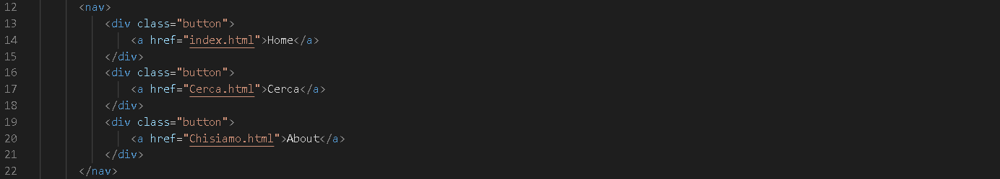 12 <nav>
13 <div class="button">
14 <a href="index.html">Home</a>
15 </div>
16 <div class="button">
17 <a href="Cerca.html">Cerca</a>
18 </div>
19 <div class="button">
20 <a href="Chisiamo.html">About</a>
21 </div>
22 </nav>